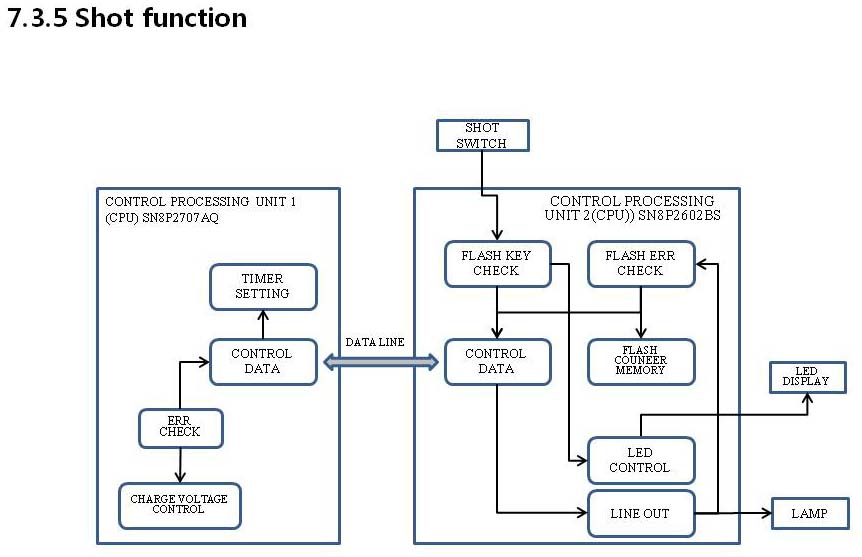 7.3.5 Shot function
SHOT
SWITCH
CONTROL PROCESSING UNIT 1
(CPU) SN8P2707AQ
CONTROL PROCESSING
UNIT 2(CPU)) SN8P2602BS
FLASH KEY
CHECK
FLASH ERR
CHECK
TIMER
SETTING
CONTROL
DATA
DATA LINE
CONTROL
DATA
FLASH
COUNEER
MEMORY
LED
DISPLAY
ERR
CHECK
LED
CONTROL
CHARGE VOLTAGE
CONTROL
LINE OUT
LAMP